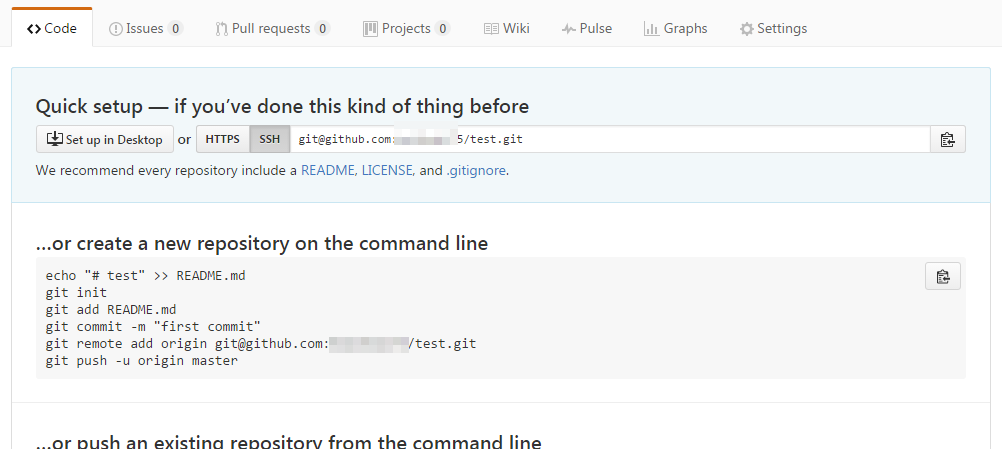 Code Issues 0 Pull requests 0 Projects 0 Wiki Pulse Graphs Settings
Quick setup — if you've done this kind of thing before
Set up in Desktop or HTTPS SSH git@github.com: 5/test.git
We recommend every repository include a README, LICENSE, and .gitignore.
…or create a new repository on the command line
echo "# test" >> README.md
git init
git add README.md
git commit -m "first commit"
git remote add origin git@github.com: /test.git
git push -u origin master
…or push an existing repository from the command line